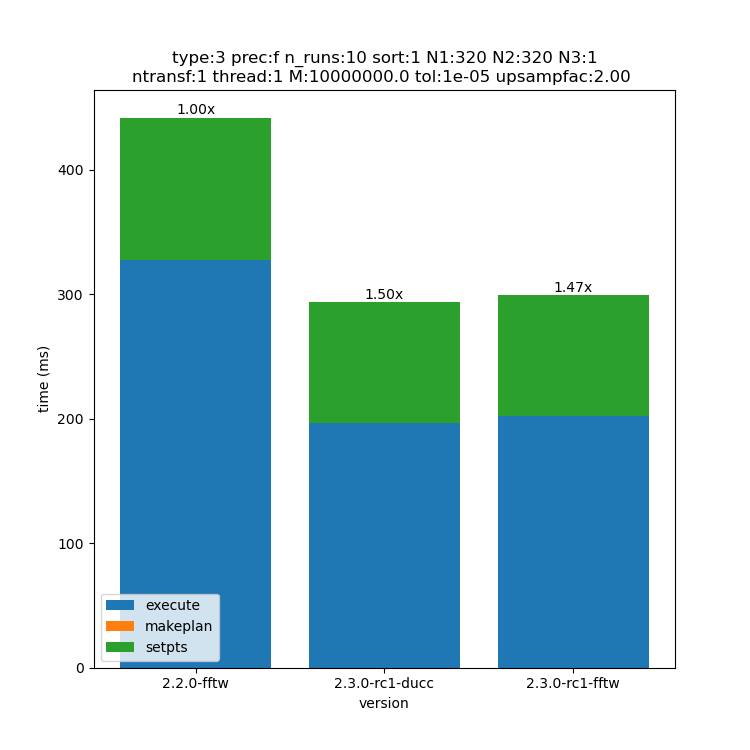 type:3 prec:f n_runs:10 sort:1 N1:320 N2:320 N3:1
ntransf:1 thread:1 M:10000000.0 tol:1e-05 upsampfac:2.00
1.00x
1.50x
1.47x
400
300
200
100
0
time (ms)
execute
makeplan
setpts
2.2.0-fftw
2.3.0-rc1-ducc
2.3.0-rc1-fftw
version